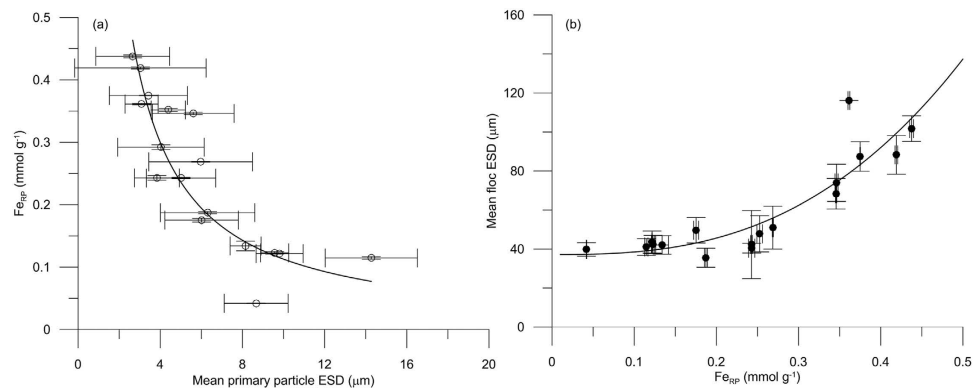 (a)
0.5
0.4
0.3
0.2
0.1
0
Fe_RP (mmol g⁻¹)
0 4 8 12 16 20
Mean primary particle ESD (μm)
(b)
160
120
80
40
0
Mean floc ESD (μm)
0 0.1 0.2 0.3 0.4 0.5
Fe_RP (mmol g⁻¹)